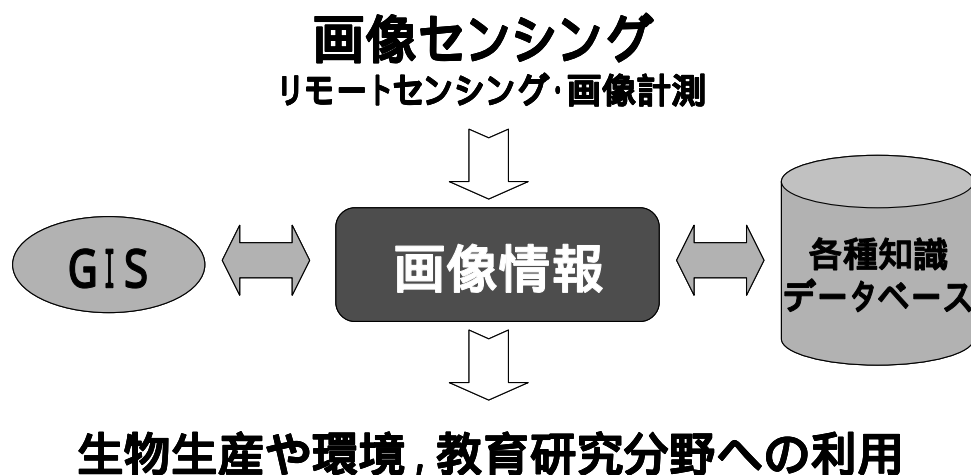 画像センシング
リモートセンシング・画像計測
GIS
画像情報
各種知識
データベース
生物生産や環境,教育研究分野への利用